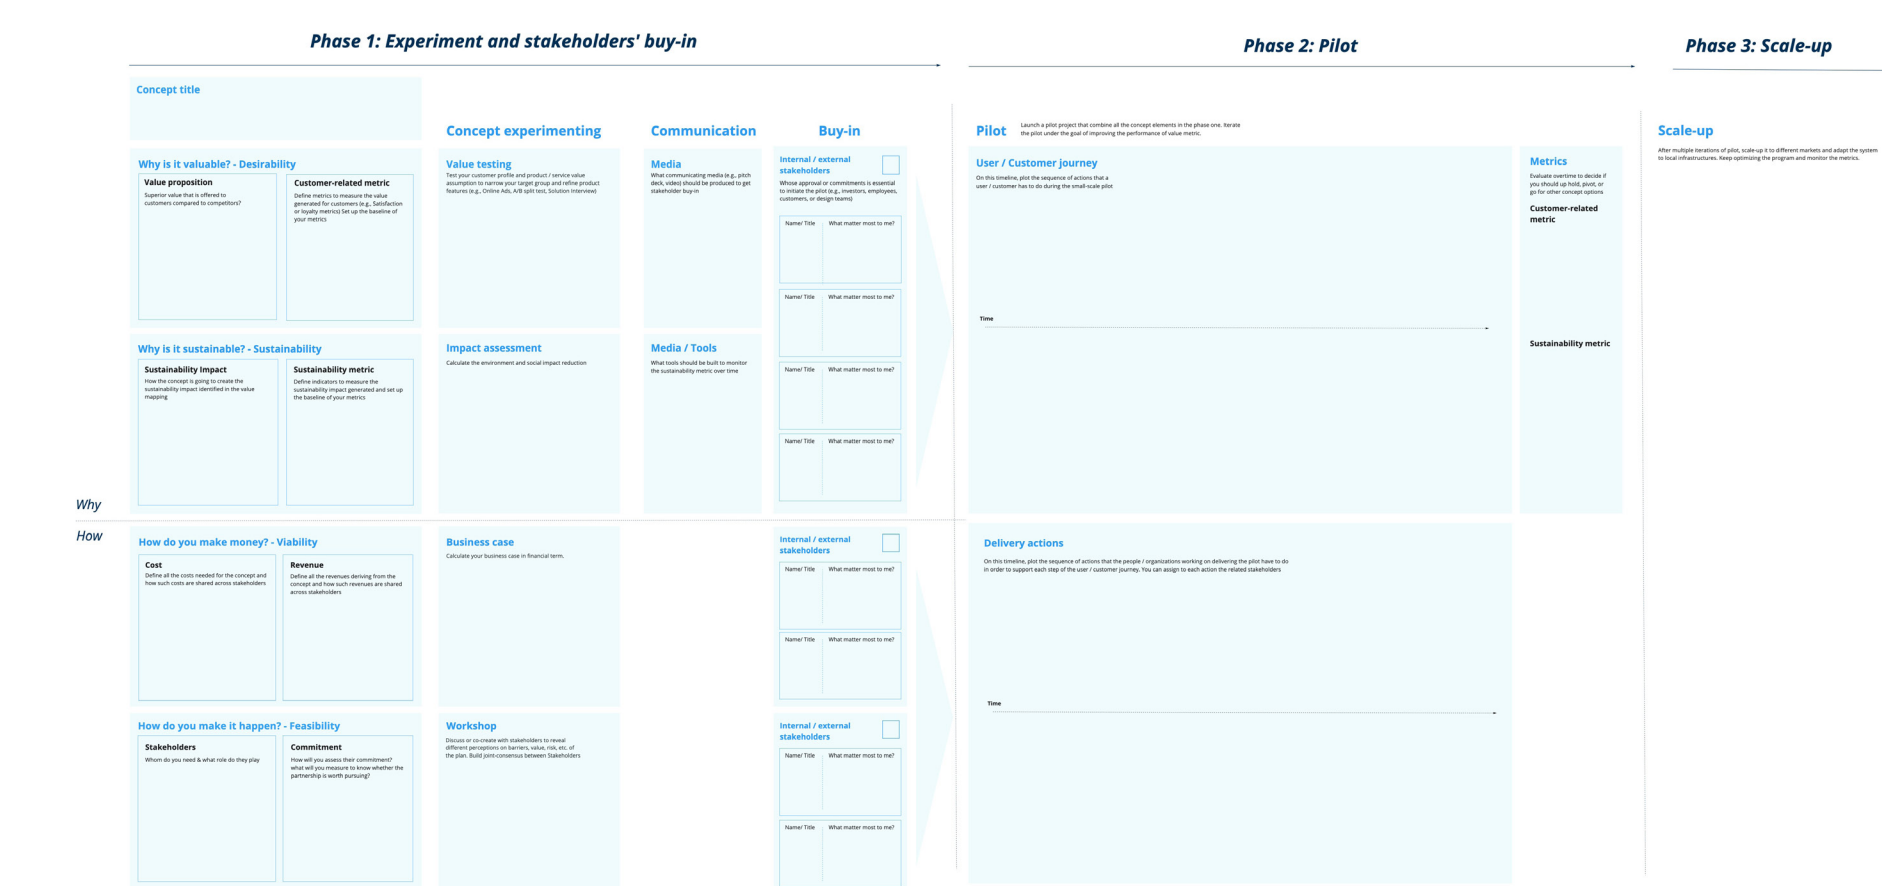 Phase 1: Experiment and stakeholders' buy-in
Phase 2: Pilot
Phase 3: Scale-up
Concept title
Concept experimenting
Communication
Buy-in
Why is it valuable? - Desirability
Value proposition
Superior value that is offered to
customers compared to competitors?
Customer-related metric
Define metrics to measure the value
generated for customers (e.g., Satisfaction
or loyalty metrics) Set up the baseline of
your metrics
Value testing
Test your customer profile and product / service value
assumption to narrow your target group and refine product
features (e.g., Online Ads, A/B split test, Solution Interview)
Media
What communicating media (e.g., pitch
deck, video) should be produced to get
stakeholder buy-in
Internal / external
stakeholders
Whose approval or commitments is essential
to initiate the pilot (e.g., investors, employees,
customers, or design teams)
Name/ Title
What matter most to me?
Name/ Title
What matter most to me?
Why is it sustainable? - Sustainability
Sustainability Impact
How the concept is going to create the
sustainability impact identified in the value
mapping
Sustainability metric
Define indicators to measure the
sustainability impact generated and set up
the baseline of your metrics
Impact assessment
Calculate the environment and social impact reduction
Media / Tools
What tools should be built to monitor
the sustainability metric over time
Name/ Title
What matter most to me?
Name/ Title
What matter most to me?
Why
How
How do you make money? - Viability
Cost
Define all the costs needed for the concept and
how such costs are shared across stakeholders
Revenue
Define all the revenues deriving from the
concept and how such revenues are shared
across stakeholders
Business case
Calculate your business case in financial term.
Internal / external
stakeholders
Name/ Title
What matter most to me?
Name/ Title
What matter most to me?
How do you make it happen? - Feasibility
Stakeholders
Whom do you need & what role do they play
Commitment
How will you assess their commitment?
what will you measure to know whether the
partnership is worth pursuing?
Workshop
Discuss or co-create with stakeholders to reveal
different perceptions on barriers, value, risk, etc. of
the plan. Build joint-consensus between Stakeholders
Internal / external
stakeholders
Name/ Title
What matter most to me?
Name/ Title
What matter most to me?
Pilot
Launch a pilot project that combine all the concept elements in the phase one. Iterate
the pilot under the goal of improving the performance of value metric.
User / Customer journey
On this timeline, plot the sequence of actions that a
user / customer has to do during the small-scale pilot
Time
Metrics
Evaluate overtime to decide if
you should up hold, pivot, or
go for other concept options
Customer-related
metric
Sustainability metric
Delivery actions
On this timeline, plot the sequence of actions that the people / organizations working on delivering the pilot have to do
in order to support each step of the user / customer journey. You can assign to each action the related stakeholders
Time
Scale-up
After multiple iterations of pilot, scale-up it to different markets and adapt the system
to local infrastructures. Keep optimizing the program and monitor the metrics.